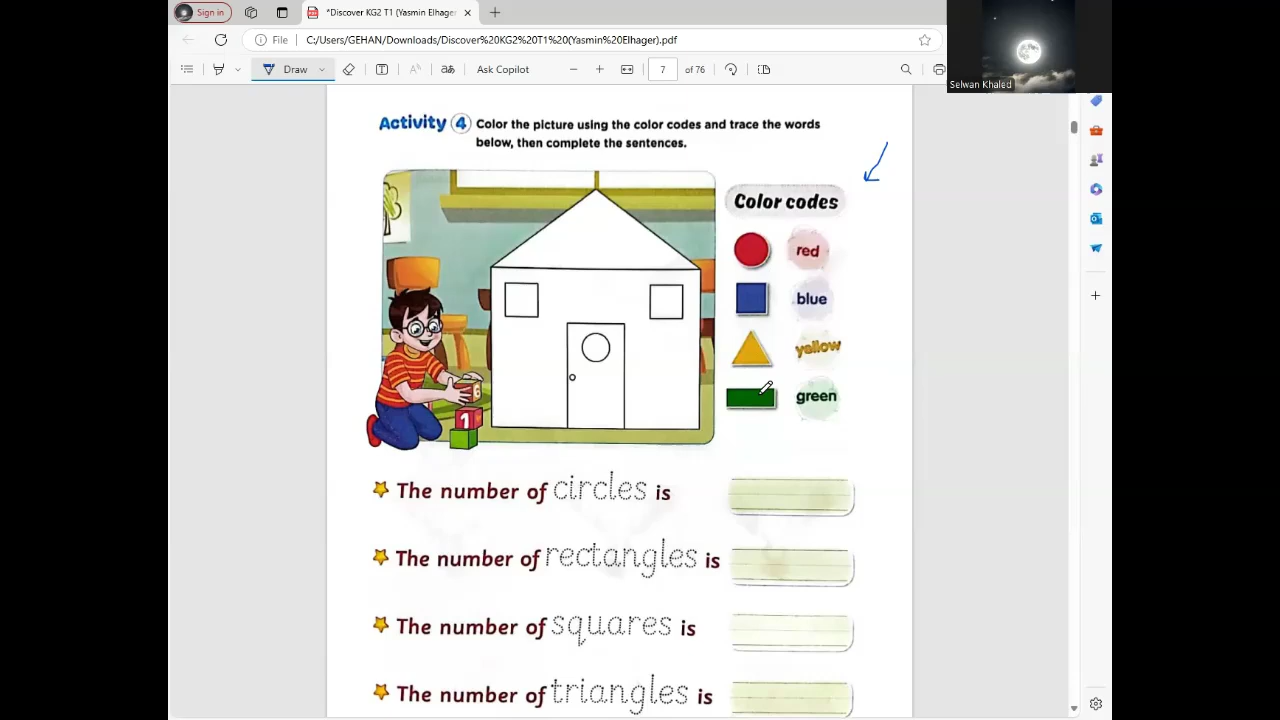 Sign in
*Discover KG2 T1 (Yasmin Elhager
File
C:/Users/GEHAN/Downloads/Discover%20KG2%20T1%20(Yasmin%20Elhager).pdf
Draw
Ask Copilot
7 of 76
Selwan Khaled
Activity 4 Color the picture using the color codes and trace the words
below, then complete the sentences.
Color codes
red
blue
yellow
green
1
The number of circles is
The number of rectangles is
The number of squares is
The number of triangles is